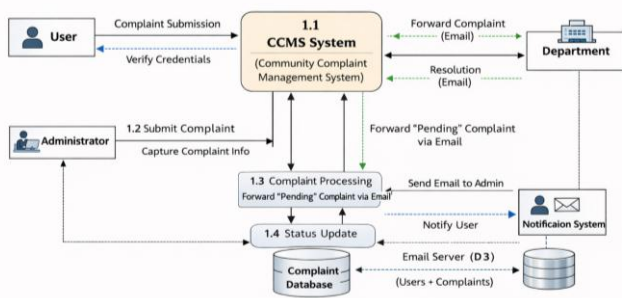 Complaint Submission
User
Verify Credentials
1.1
CCMS System
(Community Complaint
Management System)
Forward Complaint
(Email)
Department
Resolution
(Email)
1.2 Submit Complaint
Administrator
Capture Complaint Info
Forward "Pending" Complaint
via Email
1.3 Complaint Processing
Forward "Pending" Complaint via Email
Send Email to Admin
Notificaion System
Notify User
1.4 Status Update
Complaint
Database
Email Server (D3)
(Users + Complaints)